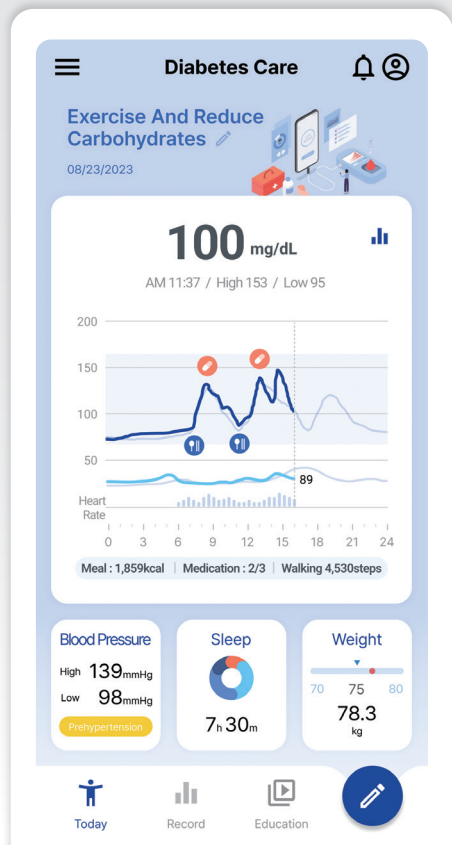 Diabetes Care
Exercise And Reduce
Carbohydrates
08/23/2023
100 mg/dL
AM 11:37 / High 153 / Low 95
200
150
100
50
89
Heart
Rate
0 3 6 9 12 15 18 21 24
Meal : 1,859kcal | Medication : 2/3 | Walking 4,530steps
Blood Pressure
High 139mmHg
Low 98mmHg
Prehypertension
Sleep
7h 30m
Weight
70 75 80
78.3
kg
Today
Record
Education